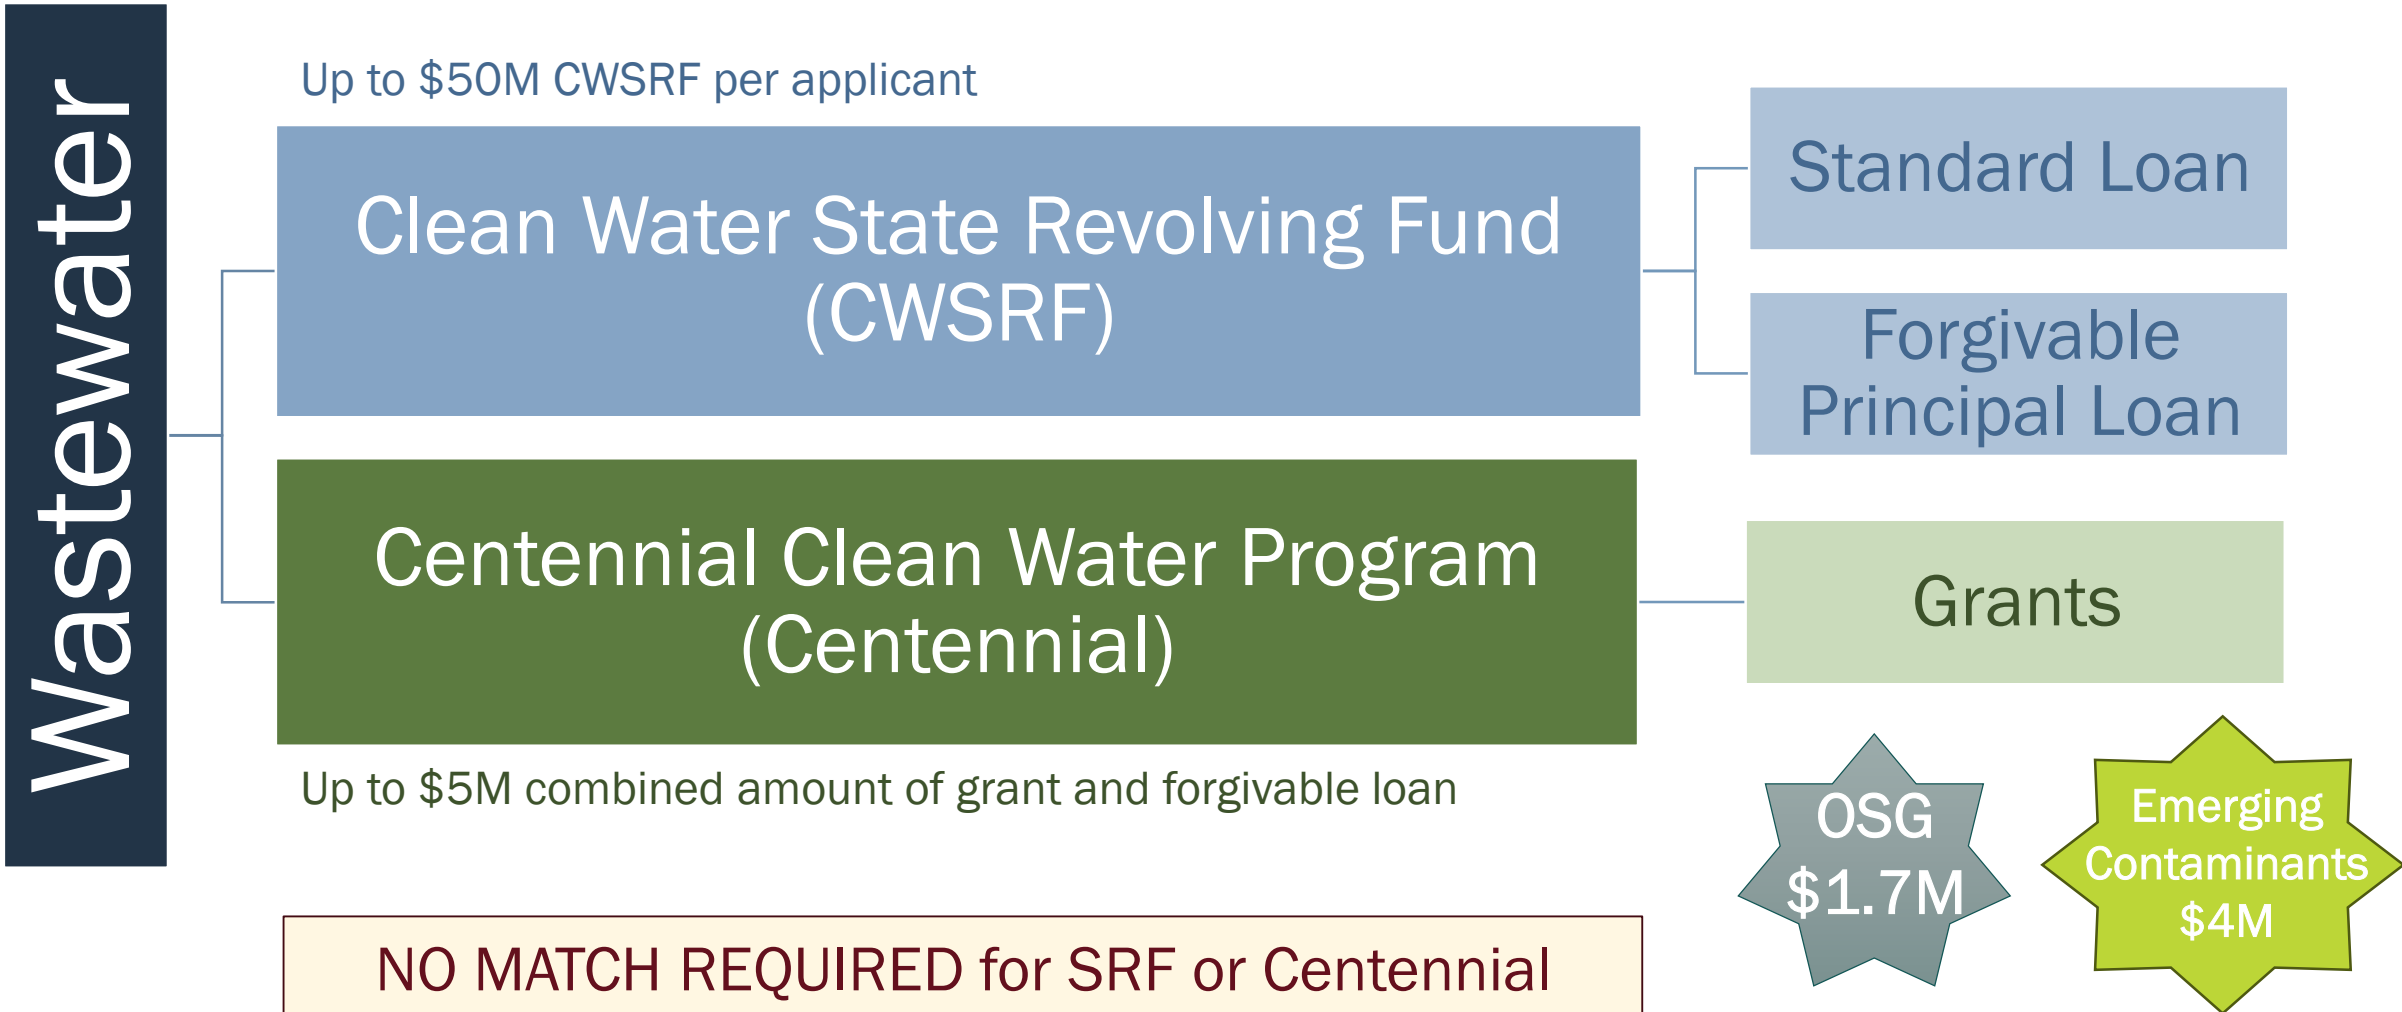 Wastewater
Up to $50M CWSRF per applicant
Clean Water State Revolving Fund
(CWSRF)
Standard Loan
Forgivable
Principal Loan
Centennial Clean Water Program
(Centennial)
Grants
Up to $5M combined amount of grant and forgivable loan
OSG
$1.7M
Emerging
Contaminants
$4M
NO MATCH REQUIRED for SRF or Centennial